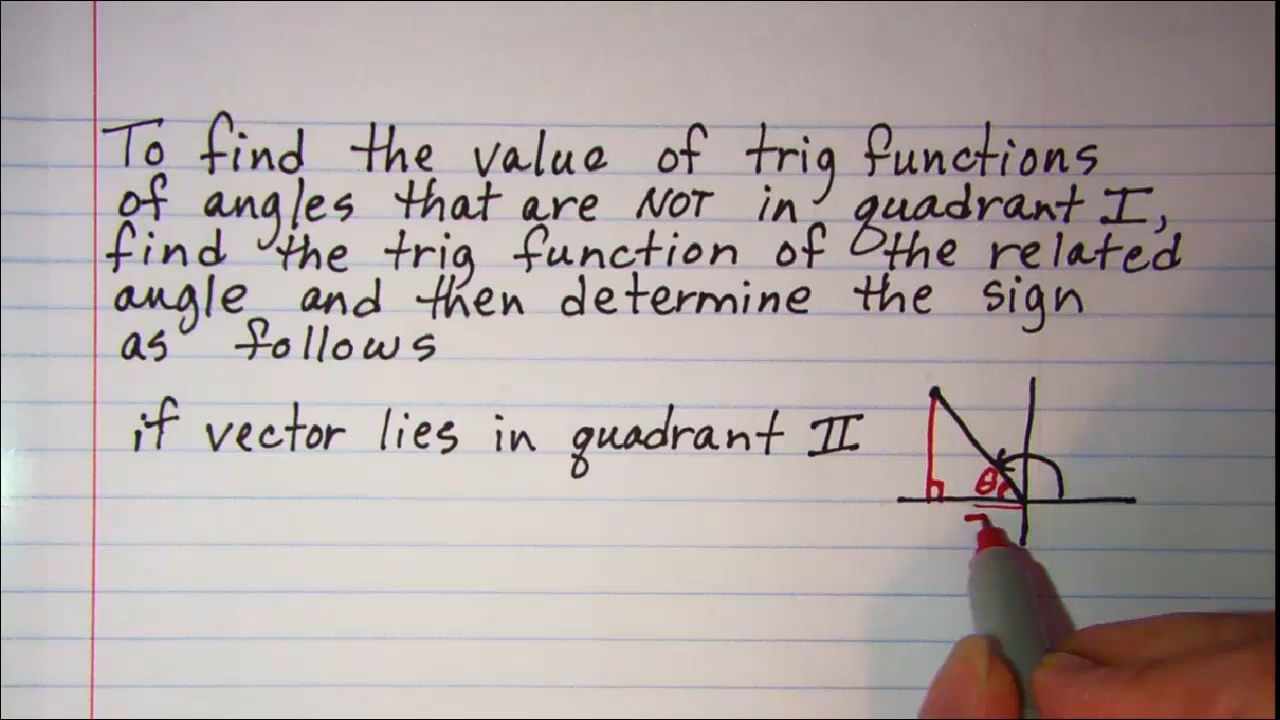 To find the value of trig functions
of angles that are NOT in quadrant I,
find the trig function of the related
angle and then determine the sign
as follows
if vector lies in quadrant II
θ
-